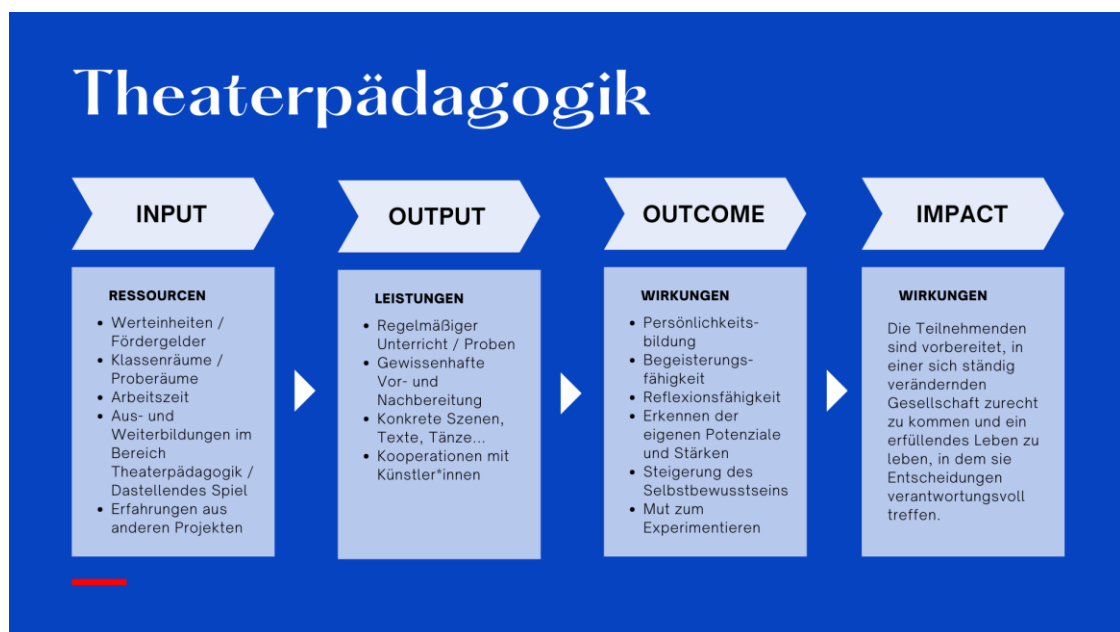 Theaterpädagogik
INPUT
RESSOURCEN
• Werteinheiten /
Fördergelder
• Klassenräume /
Proberäume
• Arbeitszeit
• Aus- und
Weiterbildungen im
Bereich
Theaterpädagogik /
Dastellendes Spiel
• Erfahrungen aus
anderen Projekten
OUTPUT
LEISTUNGEN
• Regelmäßiger
Unterricht / Proben
• Gewissenhafte
Vor- und
Nachbereitung
• Konkrete Szenen,
Texte, Tänze...
• Kooperationen mit
Künstler*innen
OUTCOME
WIRKUNGEN
• Persönlichkeits-
bildung
• Begeisterungs-
fähigkeit
• Reflexionsfähigkeit
• Erkennen der
eigenen Potenziale
und Stärken
• Steigerung des
Selbstbewusstseins
• Mut zum
Experimentieren
IMPACT
WIRKUNGEN
Die Teilnehmenden
sind vorbereitet, in
einer sich ständig
verändernden
Gesellschaft zurecht
zu kommen und ein
erfüllendes Leben zu
leben, in dem sie
Entscheidungen
verantwortungsvoll
treffen.